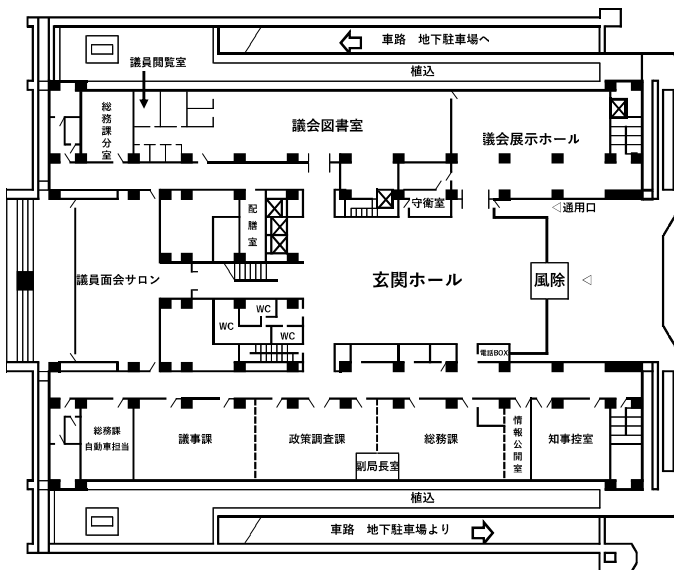 車路 地下駐車場へ
植込
議員閲覧室
総務課分室
議会図書室
議会展示ホール
守衛室
◁通用口
配膳室
議員面会サロン
玄関ホール
風除
◁
WC
WC
WC
電話BOX
総務課
自動車担当
議事課
政策調査課
総務課
副局長室
情報公開室
知事控室
植込
車路 地下駐車場より